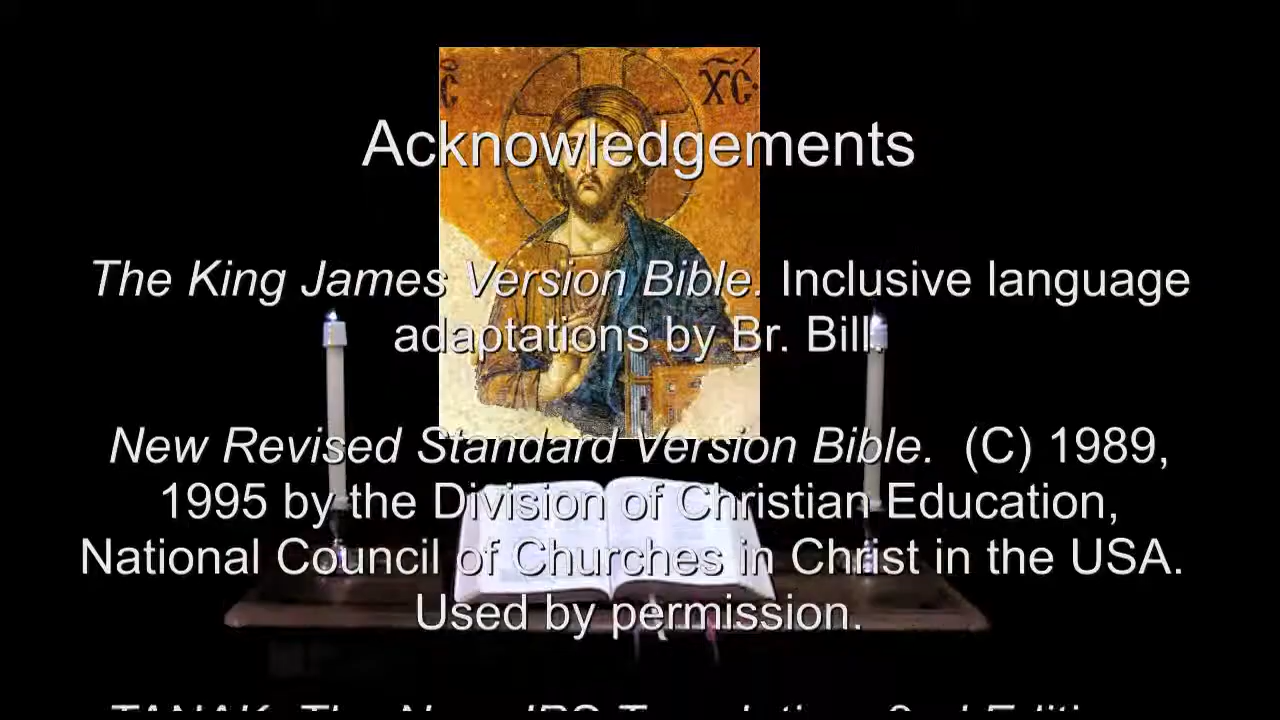 Acknowledgements
The King James Version Bible. Inclusive language
adaptations by Br. Bill.
New Revised Standard Version Bible.  (C) 1989,
1995 by the Division of Christian Education,
National Council of Churches in Christ in the USA.
Used by permission.